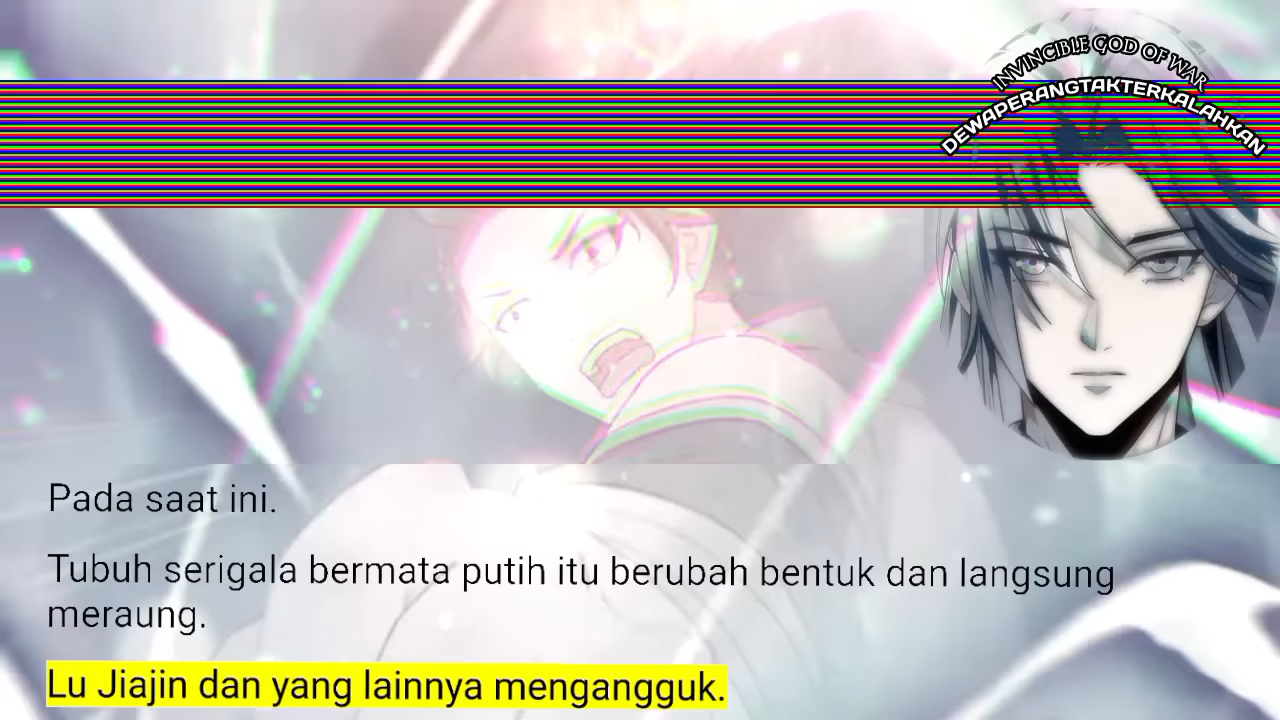 INVINCIBLE GOD OF WAR
DEWAPERANGTAKTERKALAHKAN
Pada saat ini.
Tubuh serigala bermata putih itu berubah bentuk dan langsung
meraung.
Lu Jiajin dan yang lainnya mengangguk.